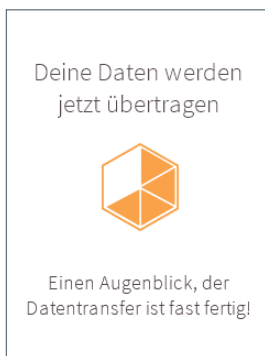 Deine Daten werden
jetzt übertragen
Einen Augenblick, der
Datentransfer ist fast fertig!